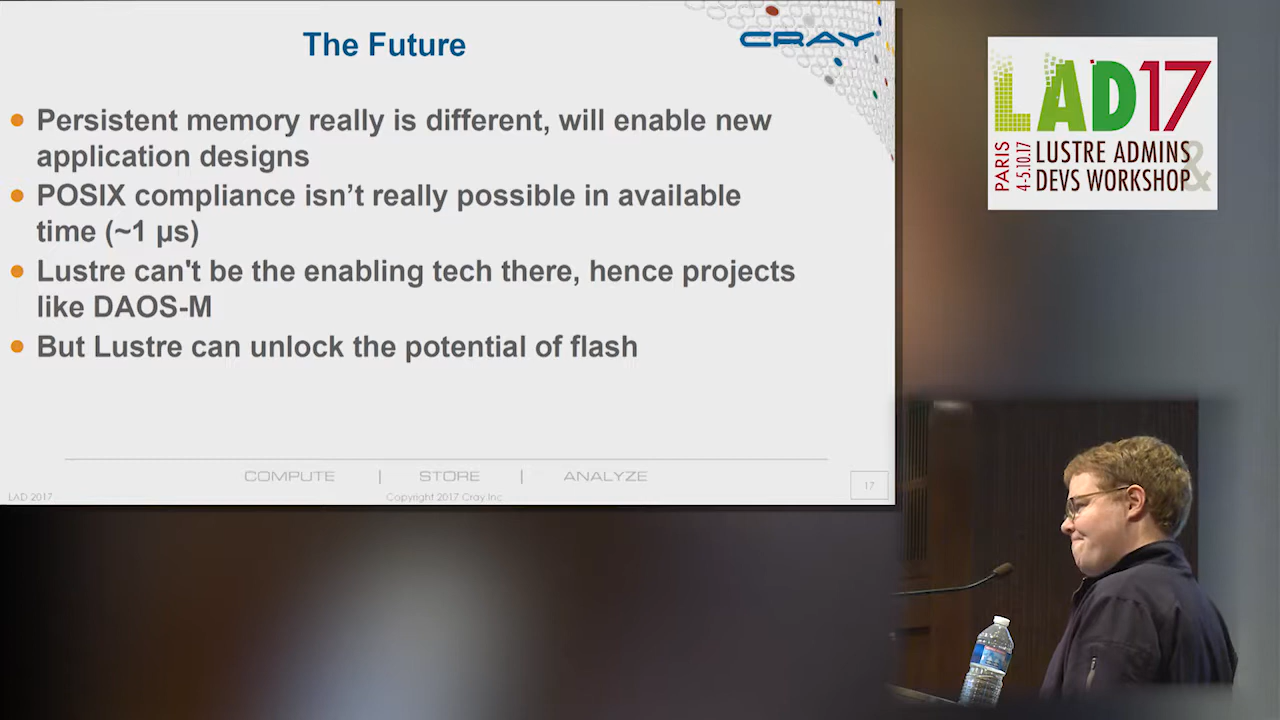 The Future
CRAY
Persistent memory really is different, will enable new
application designs
POSIX compliance isn’t really possible in available
time (~1 µs)
Lustre can't be the enabling tech there, hence projects
like DAOS-M
But Lustre can unlock the potential of flash
COMPUTE | STORE | ANALYZE
LAD 2017
Copyright 2017 Cray Inc
17
LAD17
PARIS
4-5.10.17
LUSTRE ADMINS
& DEVS WORKSHOP